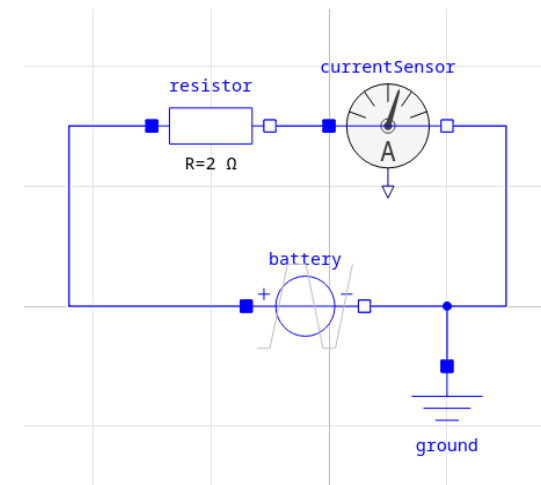 currentSensor
resistor
A
R=2 Ω
battery
+ −
ground